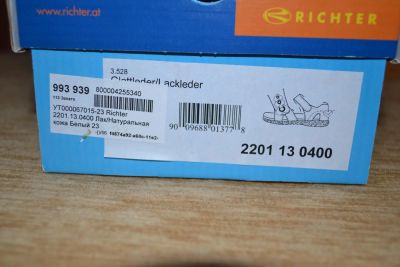 www.richter.at
RICHTER
3.528
Glattleder/Lackleder
993 939
800004255340
УТ000067015-23 Richter
2201.13.0400 Лак/Натуральная
кожа Белый 23
9 009688 013778
2201 13 0400